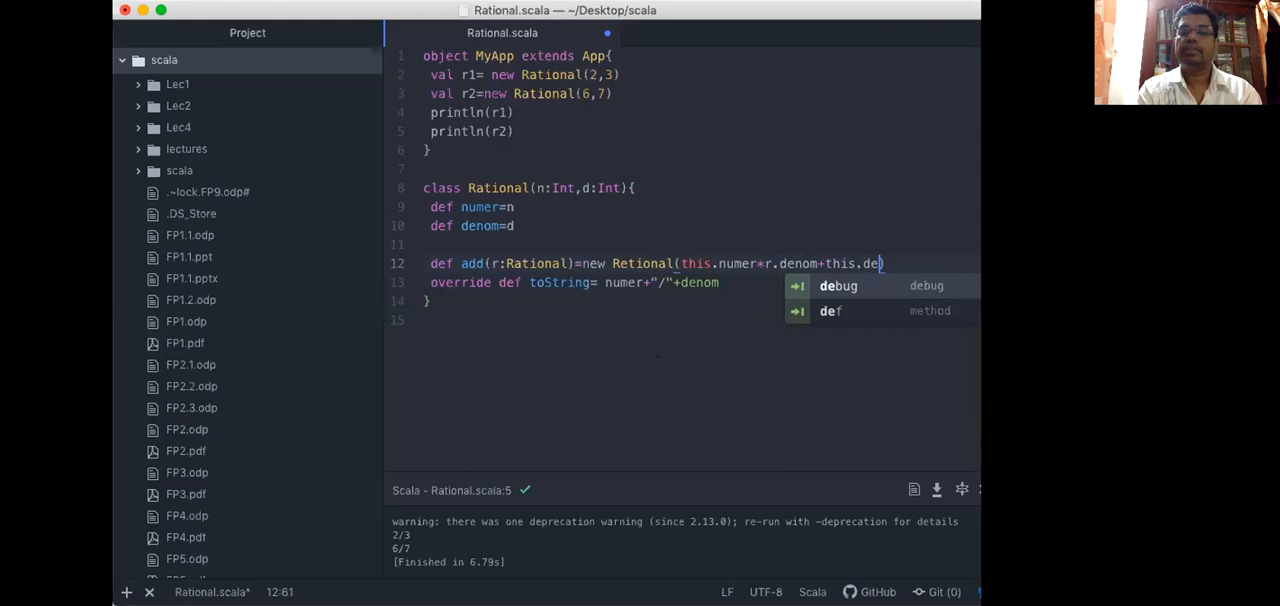 Rational.scala — ~/Desktop/scala
Project
Rational.scala
scala
Lec1
Lec2
Lec4
lectures
scala
.~lock.FP9.odp#
.DS_Store
FP1.1.odp
FP1.1.ppt
FP1.1.pptx
FP1.2.odp
FP1.odp
FP1.pdf
FP2.1.odp
FP2.2.odp
FP2.3.odp
FP2.odp
FP2.pdf
FP3.odp
FP3.pdf
FP4.odp
FP4.pdf
FP5.odp
1 object MyApp extends App{
2 val r1= new Rational(2,3)
3 val r2=new Rational(6,7)
4 println(r1)
5 println(r2)
6 }
7
8 class Rational(n:Int,d:Int){
9 def numer=n
10 def denom=d
11
12 def add(r:Rational)=new Retional(this.numer*r.denom+this.de)
13 override def toString= numer+"/"+denom
14 }
15
debug debug
def method
Scala - Rational.scala:5
warning: there was one deprecation warning (since 2.13.0); re-run with -deprecation for details
2/3
6/7
[Finished in 6.79s]
Rational.scala* 12:61 LF UTF-8 Scala GitHub Git (0)